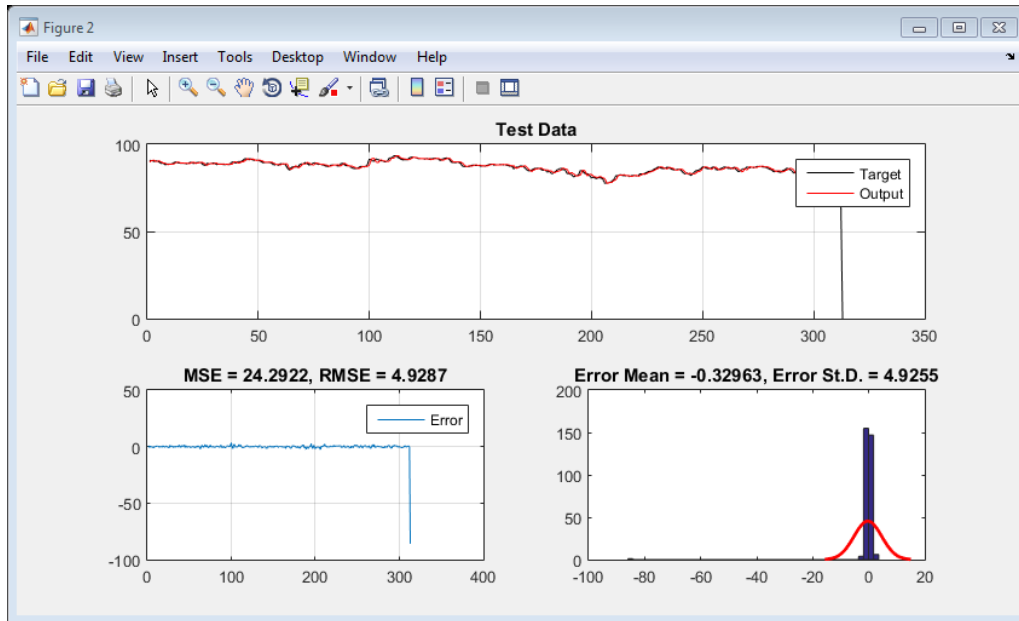 Figure 2
File Edit View Insert Tools Desktop Window Help
Test Data
100
50
0
0 50 100 150 200 250 300 350
Target
Output
MSE = 24.2922, RMSE = 4.9287
50
0
-50
-100
0 100 200 300 400
Error
Error Mean = -0.32963, Error St.D. = 4.9255
200
150
100
50
0
-100 -80 -60 -40 -20 0 20